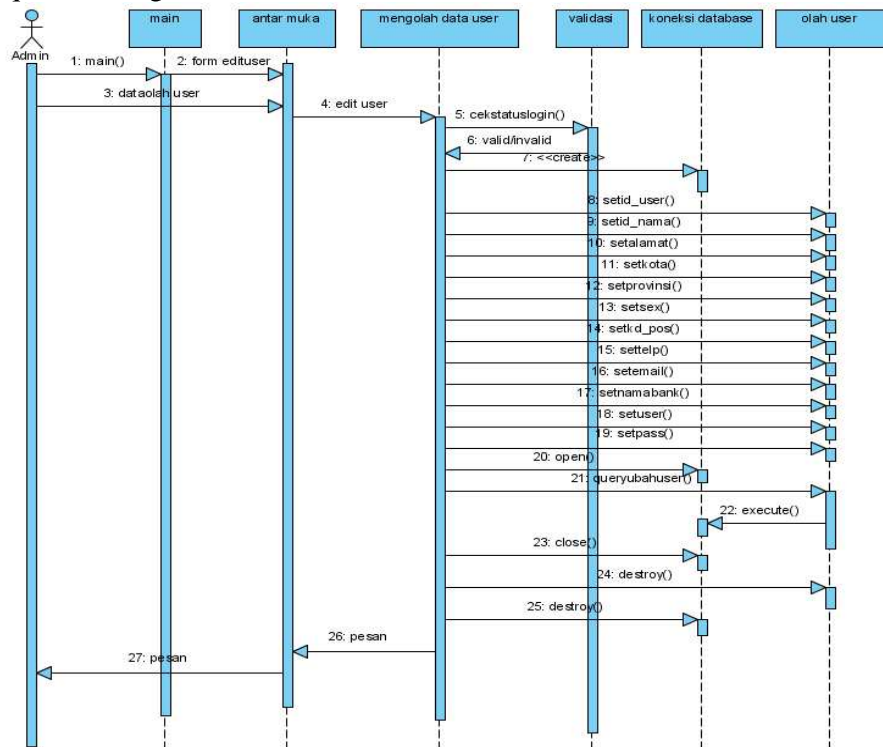 main
antar muka
mengolah data user
validasi
koneksi database
olah user
Admin
1: main()
2: form edituser
3: dataolah user
4: edit user
5: cekstatuslogin()
6: valid/invalid
7: <<create>>
8: setid_user()
9: setid_nama()
10: setalamat()
11: setkota()
12: setprovinsi()
13: setsex()
14: setkd_pos()
15: settelp()
16: setemail()
17: setnamabank()
18: setuser()
19: setpass()
20: open()
21: queryubahuser()
22: execute()
23: close()
24: destroy()
25: destroy()
26: pesan
27: pesan